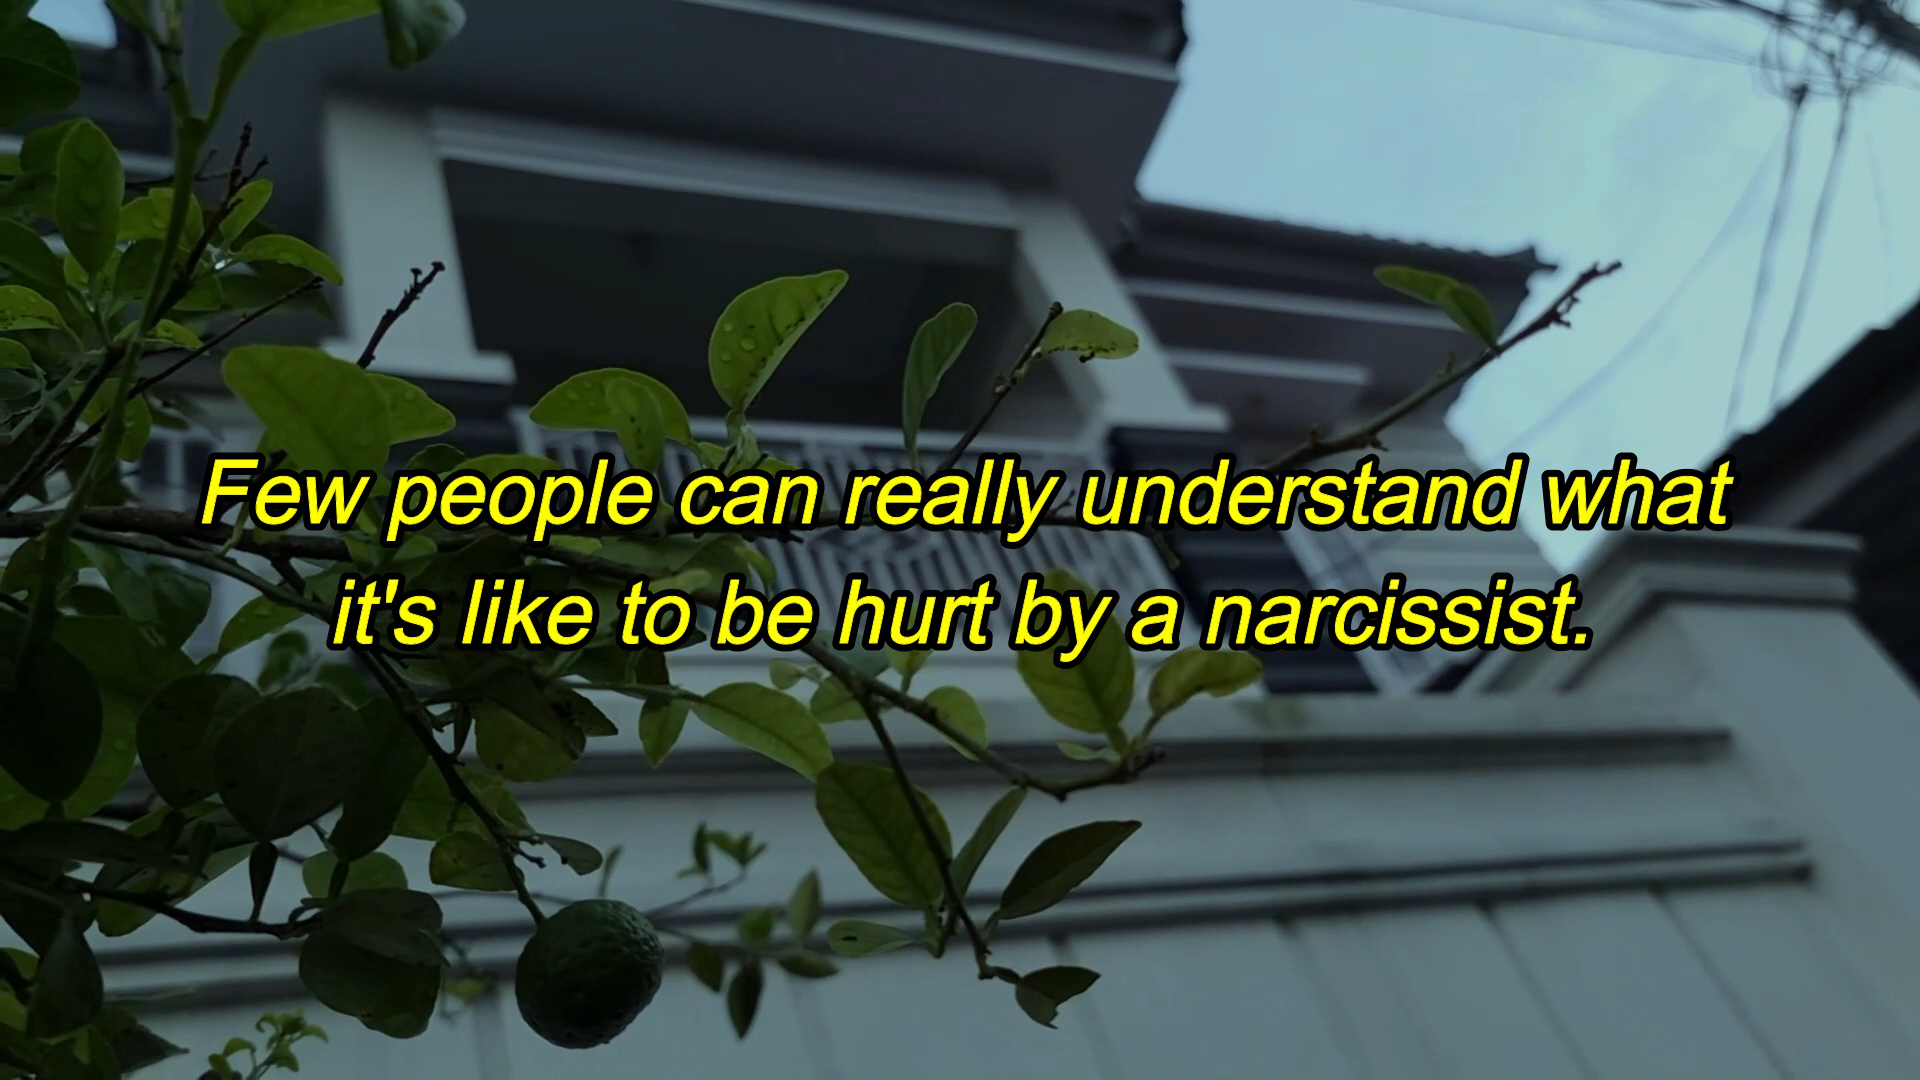 Few people can really understand what
it's like to be hurt by a narcissist.